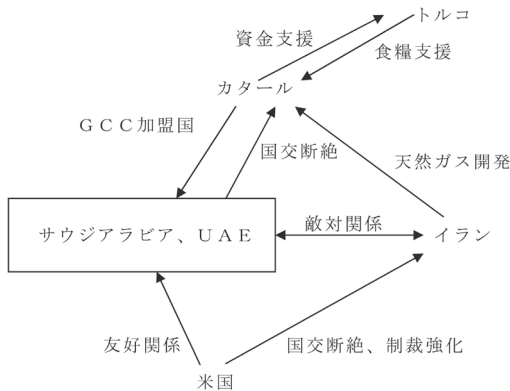 トルコ
資金支援
食糧支援
カタール
ＧＣＣ加盟国
国交断絶
天然ガス開発
サウジアラビア、ＵＡＥ
敵対関係
イラン
友好関係
国交断絶、制裁強化
米国